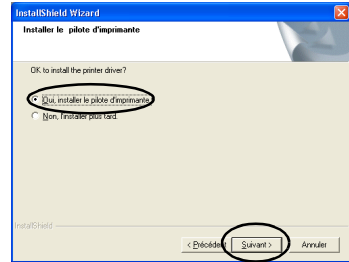 InstallShield Wizard
Installer le pilote d'imprimante
OK to install the printer driver?
Oui, installer le pilote d'imprimante.
Non, l'installer plus tard.
InstallShield
< Précédent
Suivant >
Annuler